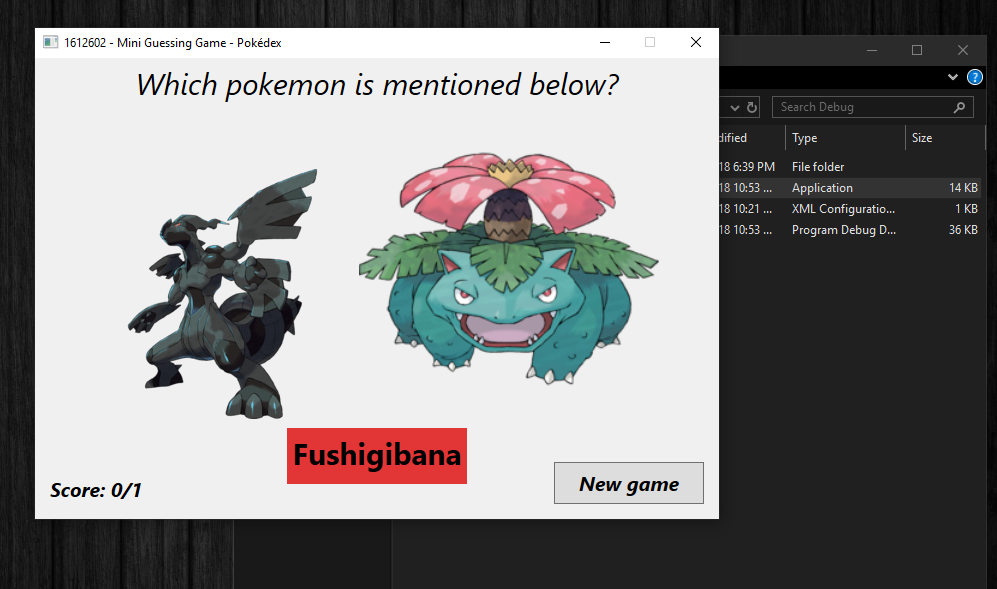 1612602 - Mini Guessing Game - Pokédex
Which pokemon is mentioned below?
Search Debug
dified Type Size
18 6:39 PM File folder
18 10:53 ... Application 14 KB
18 10:21 ... XML Configuratio... 1 KB
18 10:53 ... Program Debug D... 36 KB
Fushigibana
Score: 0/1
New game